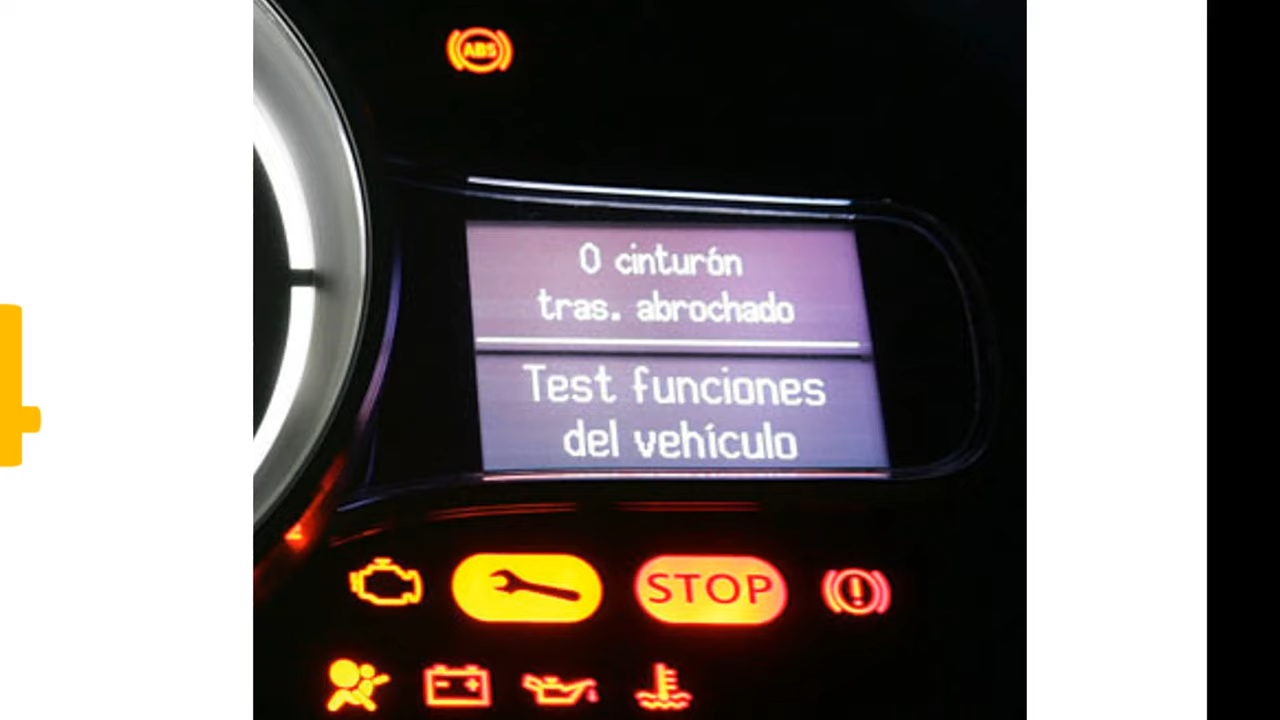 ABS
0 cinturón
tras. abrochado
Test funciones
del vehículo
STOP